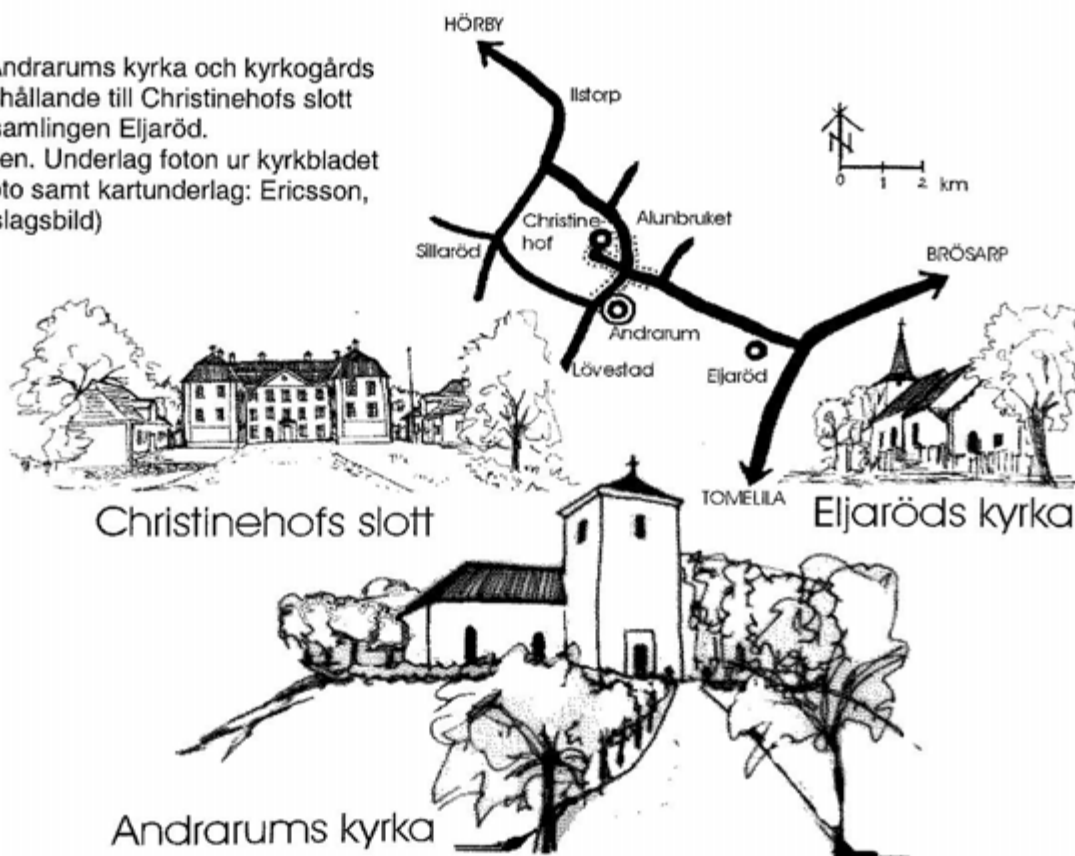 HÖRBY
Andrarums kyrka och kyrkogårds
hållande till Christinehofs slott
samlingen Eljaröd.
en. Underlag foton ur kyrkbladet
to samt kartunderlag: Ericsson,
slagsbild)
Ilstorp
N
0 1 2 km
Christine-
hof
Alunbruket
Sillaröd
BRÖSARP
Andrarum
Lövestad
Eljaröd
TOMELILA
Christinehofs slott
Eljaröds kyrka
Andrarums kyrka